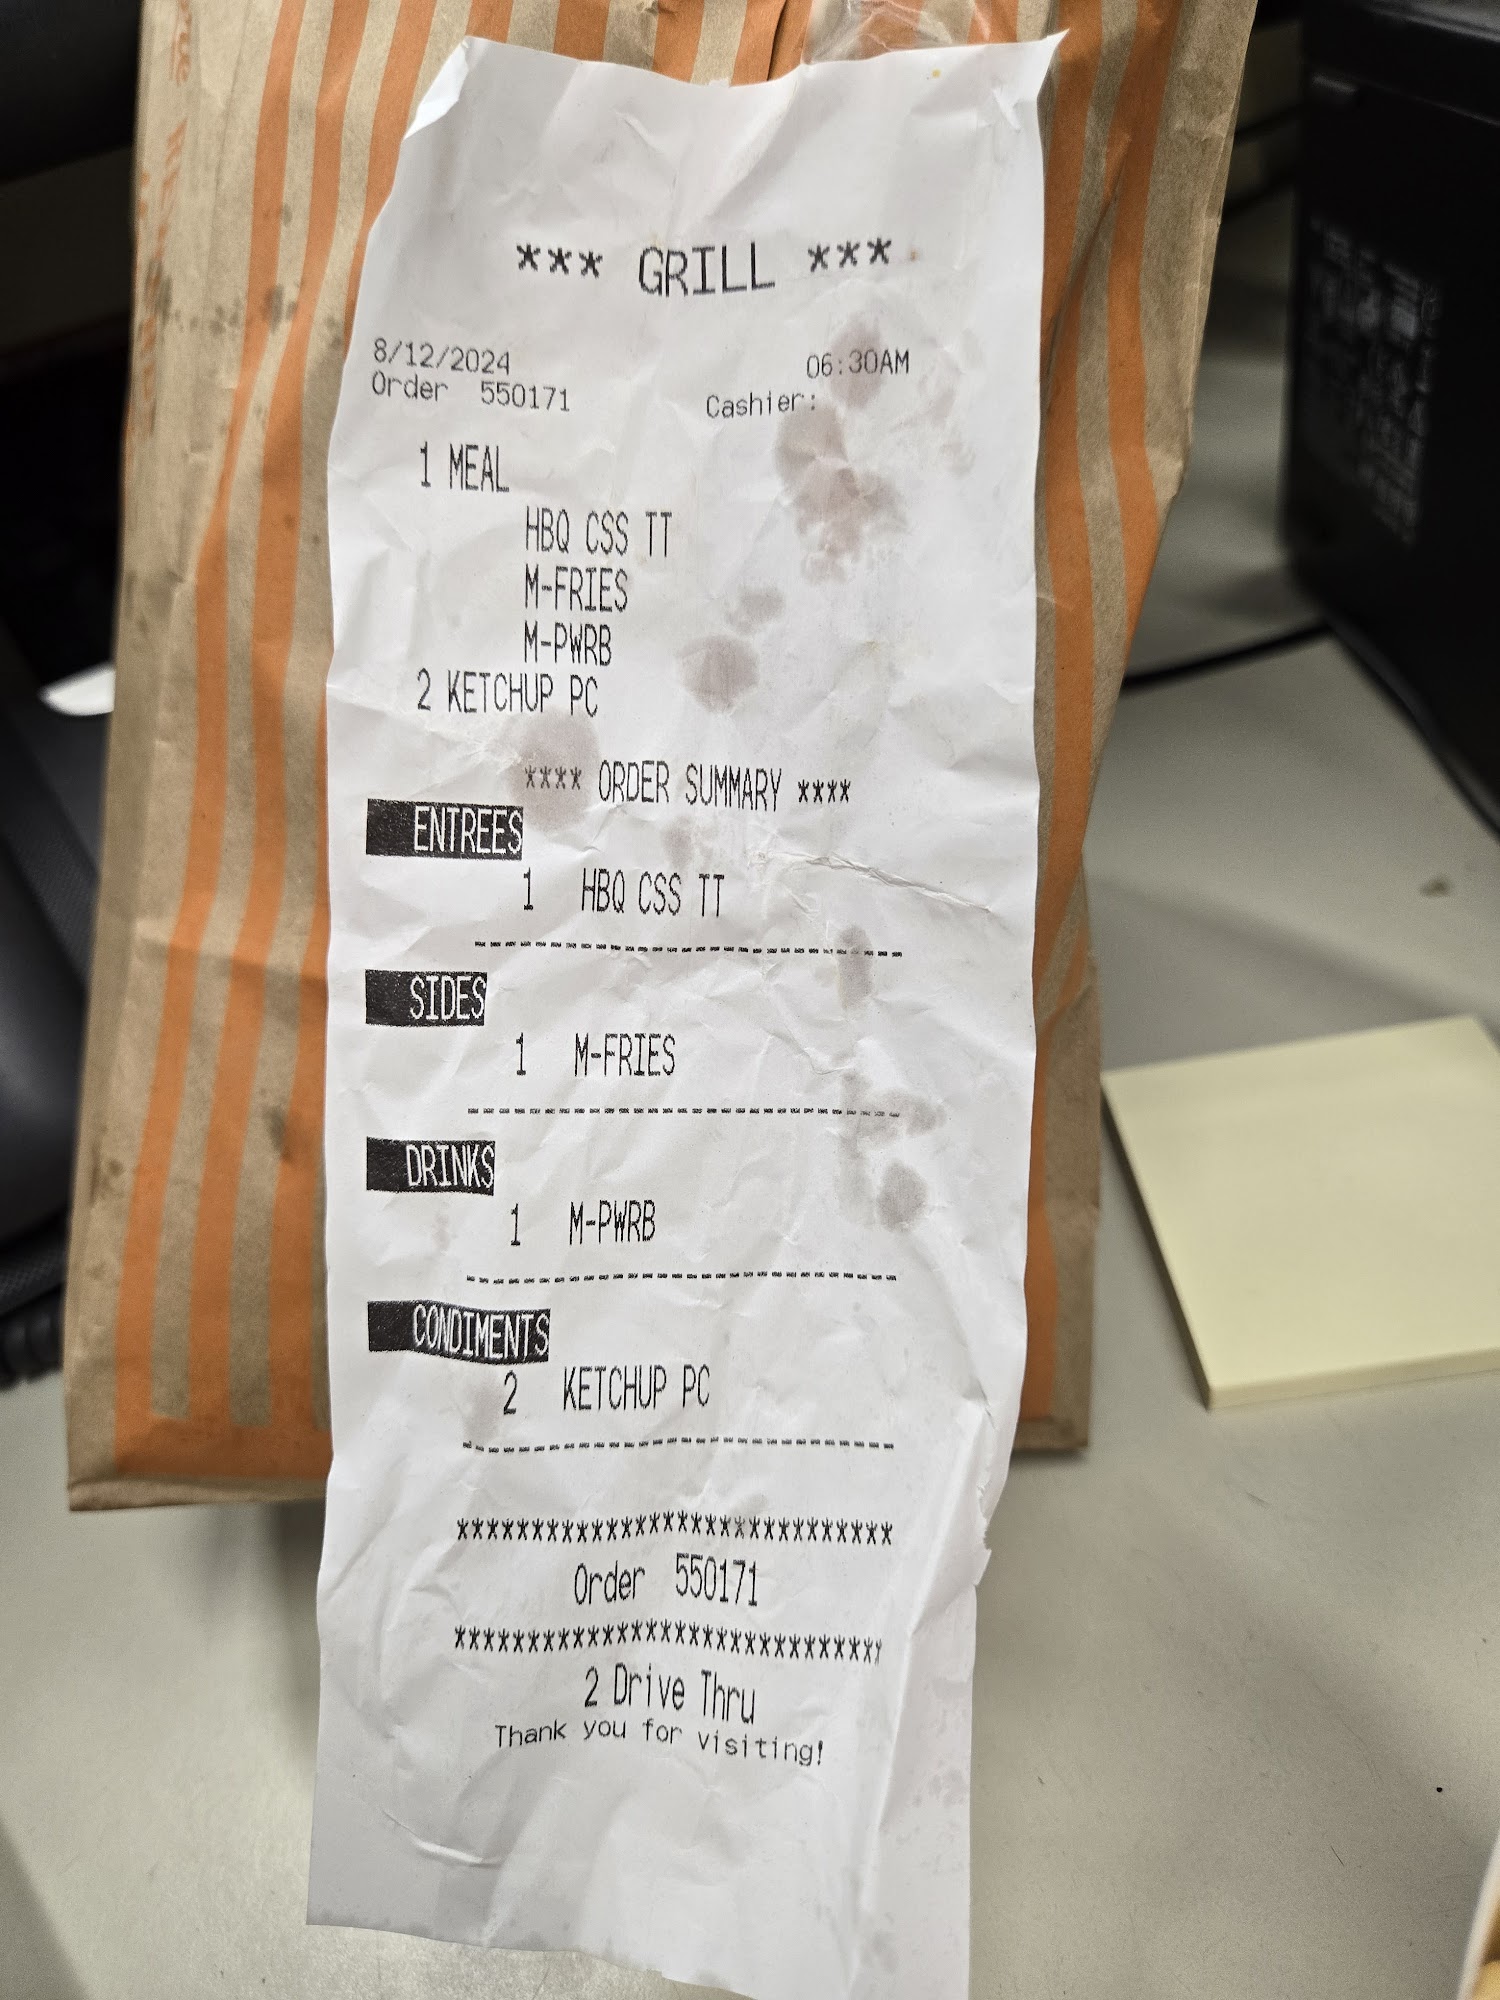 *** GRILL ***
8/12/2024 06:30AM
Order 550171 Cashier:
1 MEAL
HBQ CSS TT
M-FRIES
M-PWRB
2 KETCHUP PC
**** ORDER SUMMARY ****
ENTREES
1 HBQ CSS TT
SIDES
1 M-FRIES
DRINKS
1 M-PWRB
CONDIMENTS
2 KETCHUP PC
******************************
Order 550171
******************************
2 Drive Thru
Thank you for visiting!